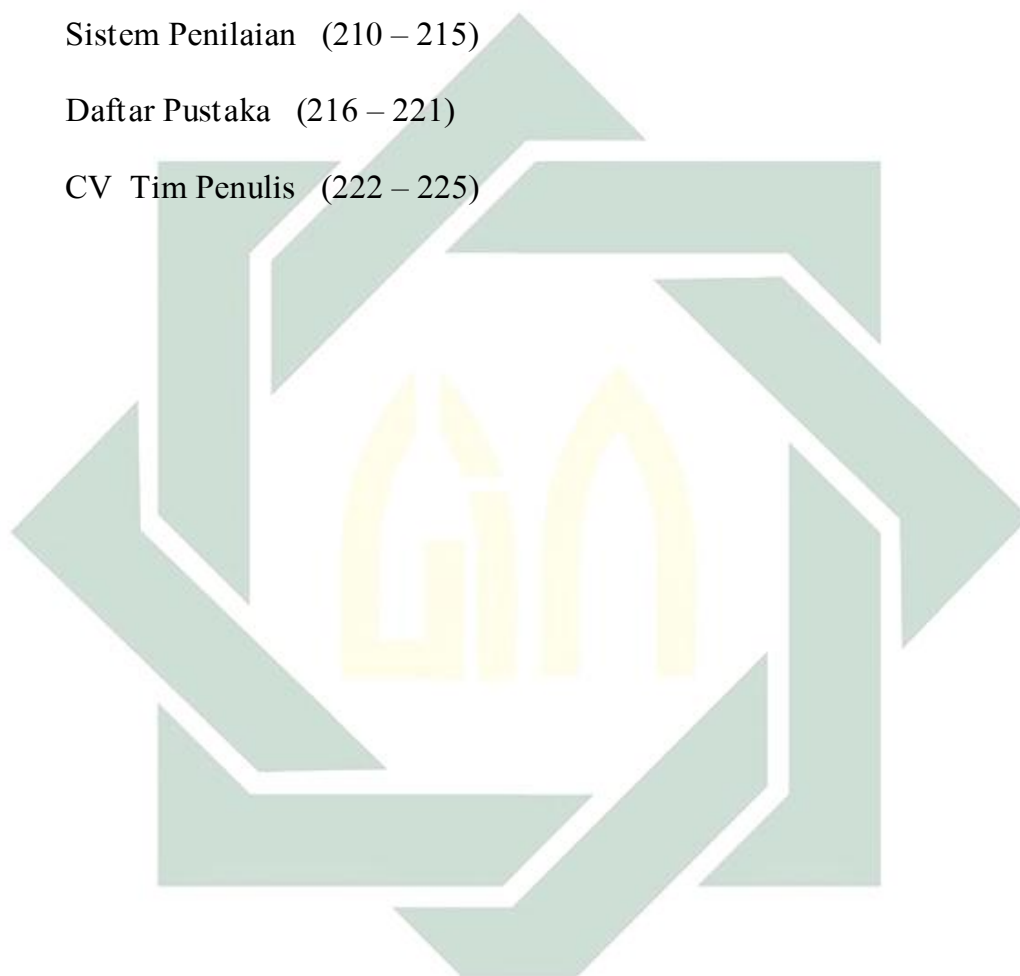 Sistem Penilaian (210 – 215)
Daftar Pustaka (216 – 221)
CV Tim Penulis (222 – 225)